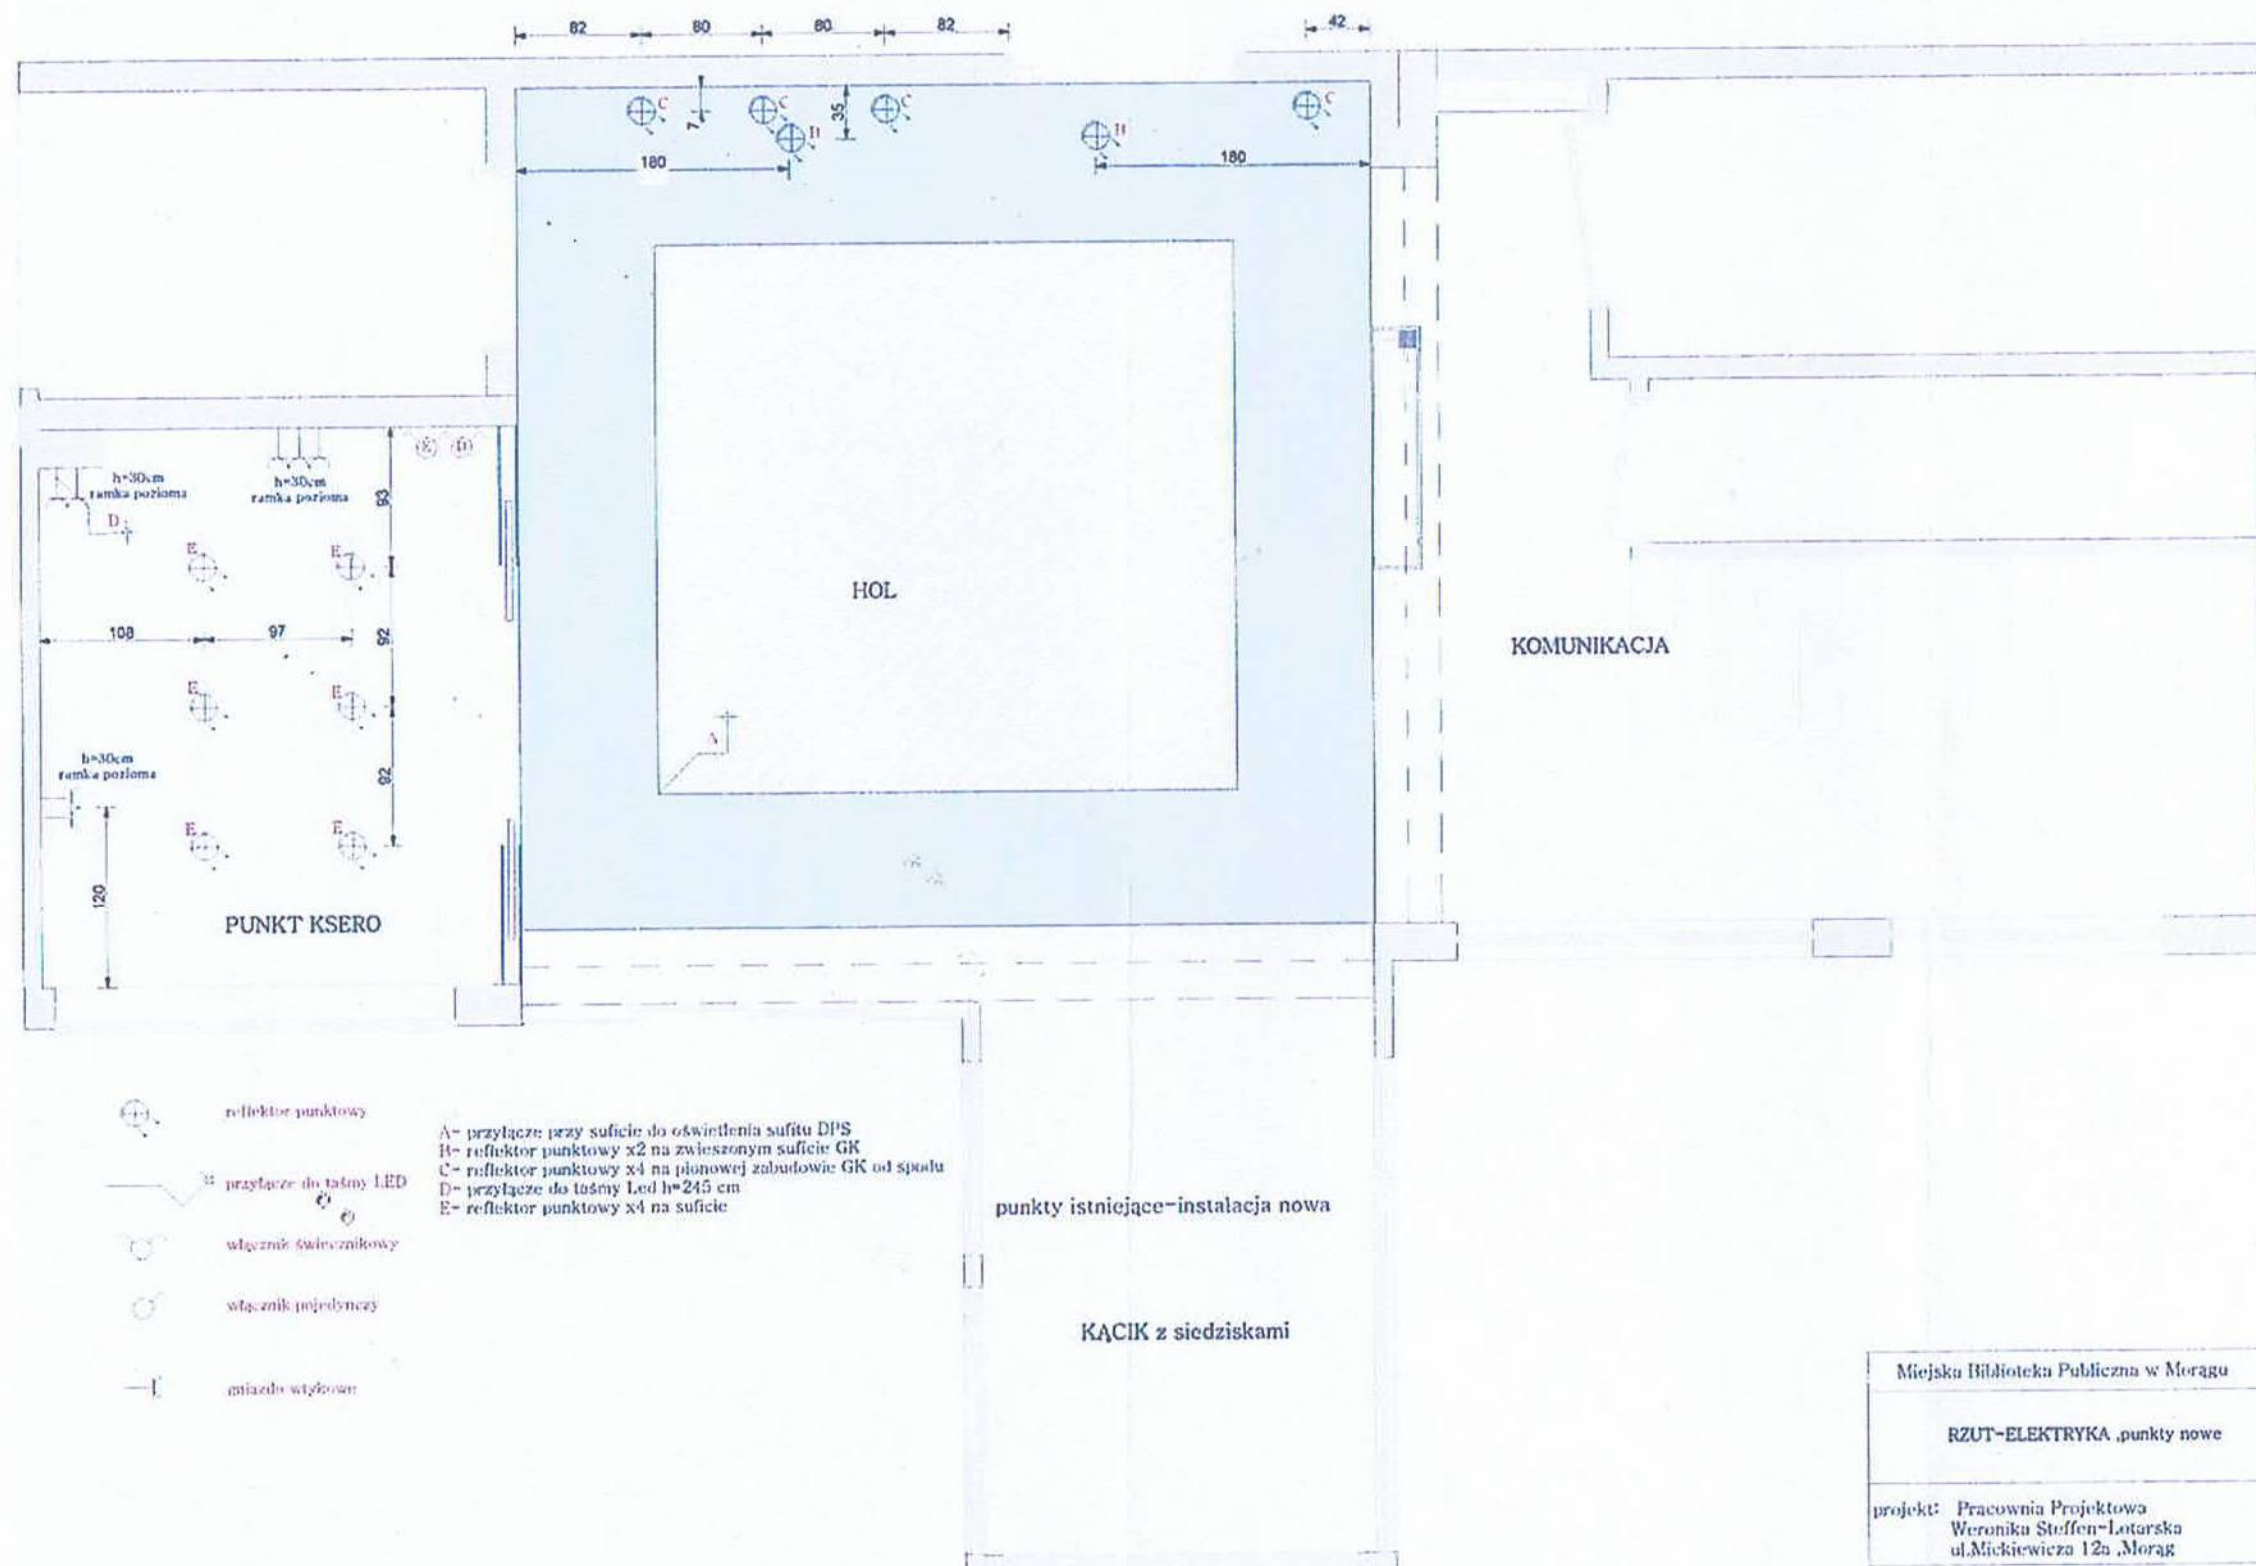 82 80 80 82 42
C C C C
7 35
B B
180 180
E D
h=30cm
ramka pozioma
h=30cm
ramka pozioma
93
D
E E
HOL
108 97 92
KOMUNIKACJA
E E
A
h=30cm
ramka pozioma
92
E E
120
PUNKT KSERO
reflektor punktowy
przyłącze do taśmy LED
włącznik świecznikowy
włącznik pojedynczy
gniazdo wtykowe
A- przyłącze przy suficie do oświetlenia sufitu DPS
B- reflektor punktowy x2 na zwieszonym suficie GK
C- reflektor punktowy x4 na pionowej zabudowie GK od spodu
D- przyłącze do taśmy Led h=245 cm
E- reflektor punktowy x4 na suficie
punkty istniejące-instalacja nowa
KĄCIK z siedziskami
Miejska Biblioteka Publiczna w Morągu
RZUT-ELEKTRYKA ,punkty nowe
projekt: Pracownia Projektowa
Weronika Steffen-Lotarska
ul.Mickiewicza 12a ,Morąg